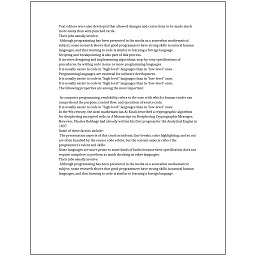 Text editors were also developed that allowed changes and corrections to be made much
more easily than with punched cards.
Their jobs usually involve:
Although programming has been presented in the media as a somewhat mathematical
subject, some research shows that good programmers have strong skills in natural human
languages, and that learning to code is similar to learning a foreign language.
Scripting and breakpointing is also part of this process.
It involves designing and implementing algorithms, step-by-step specifications of
procedures, by writing code in one or more programming languages.
It is usually easier to code in "high-level" languages than in "low-level" ones.
Programming languages are essential for software development.
It is usually easier to code in "high-level" languages than in "low-level" ones.
It is usually easier to code in "high-level" languages than in "low-level" ones.
The following properties are among the most important:
In computer programming, readability refers to the ease with which a human reader can
comprehend the purpose, control flow, and operation of source code.
It is usually easier to code in "high-level" languages than in "low-level" ones.
In the 9th century, the Arab mathematician Al-Kindi described a cryptographic algorithm
for deciphering encrypted code, in A Manuscript on Deciphering Cryptographic Messages.
However, Charles Babbage had already written his first program for the Analytical Engine in
1837.
Some of these factors include:
The presentation aspects of this (such as indents, line breaks, color highlighting, and so on)
are often handled by the source code editor, but the content aspects reflect the
programmer's talent and skills.
Some languages are more prone to some kinds of faults because their specification does not
require compilers to perform as much checking as other languages.
Their jobs usually involve:
Although programming has been presented in the media as a somewhat mathematical
subject, some research shows that good programmers have strong skills in natural human
languages, and that learning to code is similar to learning a foreign language.